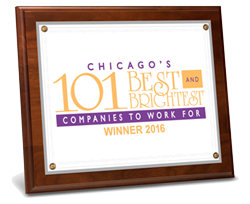 CHICAGO'S
101 BEST AND
BRIGHTEST
COMPANIES TO WORK FOR
WINNER 2016